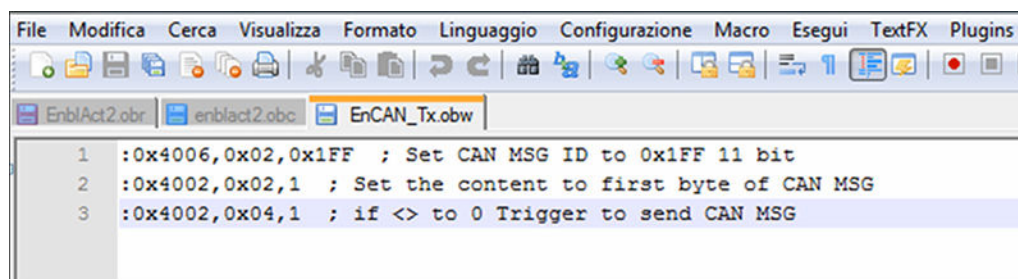 File Modifica Cerca Visualizza Formato Linguaggio Configurazione Macro Esegui TextFX Plugins
EnblAct2.obr enblact2.obc EnCAN_Tx.obw
1 :0x4006,0x02,0x1FF ; Set CAN MSG ID to 0x1FF 11 bit
2 :0x4002,0x02,1 ; Set the content to first byte of CAN MSG
3 :0x4002,0x04,1 ; if <> to 0 Trigger to send CAN MSG